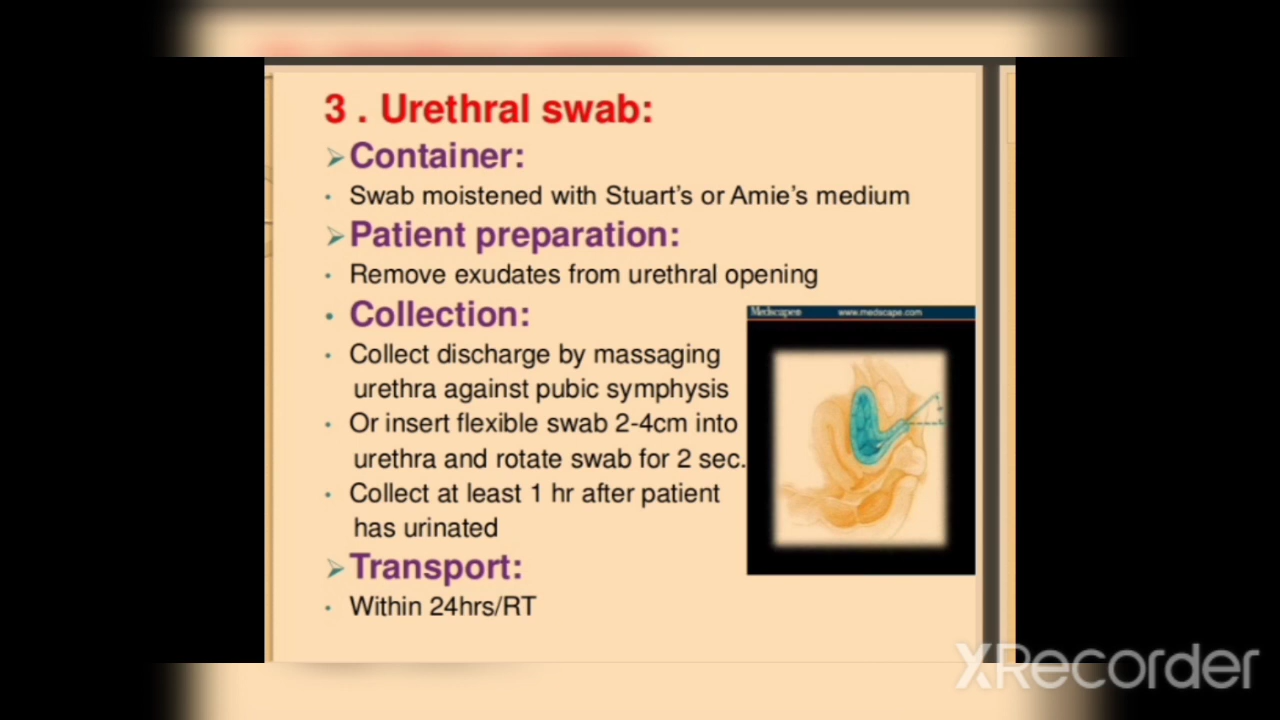 3 . Urethral swab:
➢Container:
• Swab moistened with Stuart's or Amie's medium
➢Patient preparation:
• Remove exudates from urethral opening
• Collection:
• Collect discharge by massaging
urethra against pubic symphysis
• Or insert flexible swab 2-4cm into
urethra and rotate swab for 2 sec.
• Collect at least 1 hr after patient
has urinated
➢Transport:
• Within 24hrs/RT
Medscape® www.medscape.com
XRecorder